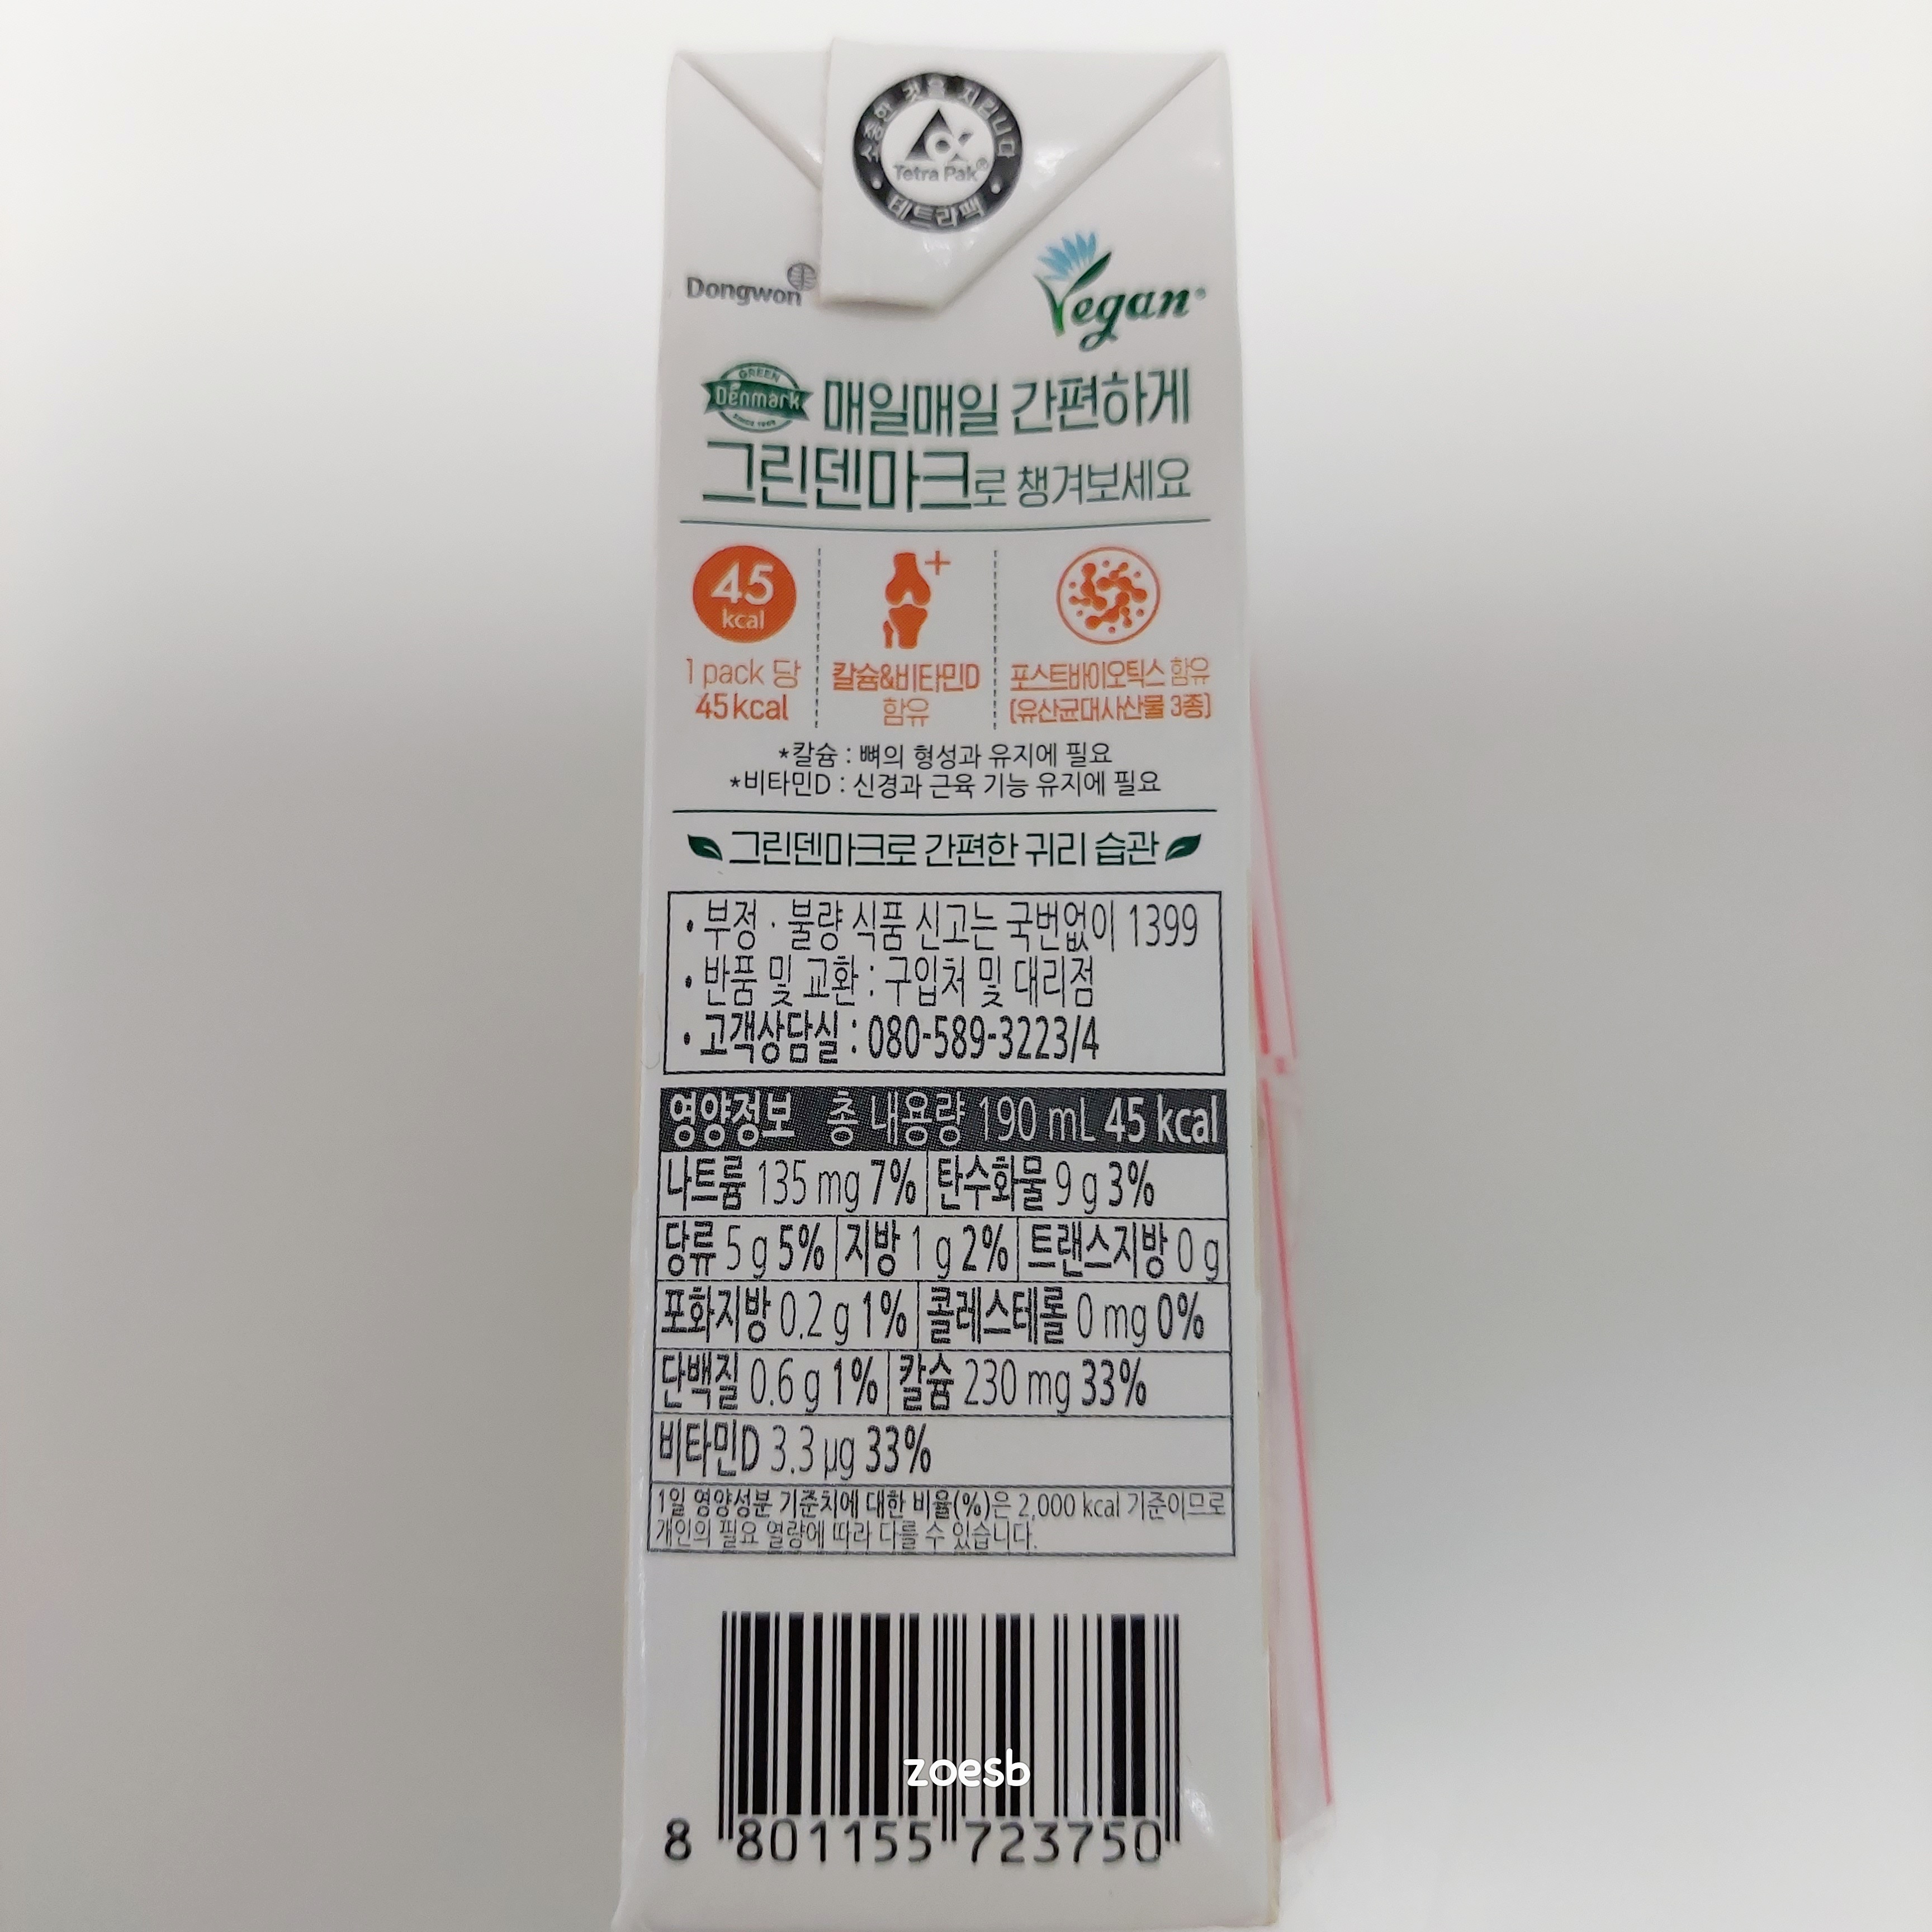 소중한 것을 지킵니다
Tetra Pak®
테트라팩
Dongwon
Vegan®
GREEN
Denmark
SINCE 1985
매일매일 간편하게
그린덴마크로 챙겨보세요
45
kcal
1 pack 당
45 kcal
칼슘&비타민D
함유
포스트바이오틱스 함유
(유산균대사산물 3종)
*칼슘 : 뼈의 형성과 유지에 필요
*비타민D : 신경과 근육 기능 유지에 필요
그린덴마크로 간편한 귀리 습관
• 부정 · 불량 식품 신고는 국번없이 1399
• 반품 및 교환 : 구입처 및 대리점
• 고객상담실 : 080-589-3223/4
영양정보 총 내용량 190 mL 45 kcal
나트륨 135 mg 7% 탄수화물 9 g 3%
당류 5 g 5% 지방 1 g 2% 트랜스지방 0 g
포화지방 0.2 g 1% 콜레스테롤 0 mg 0%
단백질 0.6 g 1% 칼슘 230 mg 33%
비타민D 3.3 µg 33%
1일 영양성분 기준치에 대한 비율(%)은 2,000 kcal 기준이므로
개인의 필요 열량에 따라 다를 수 있습니다.
zoesb
8 801155 723750